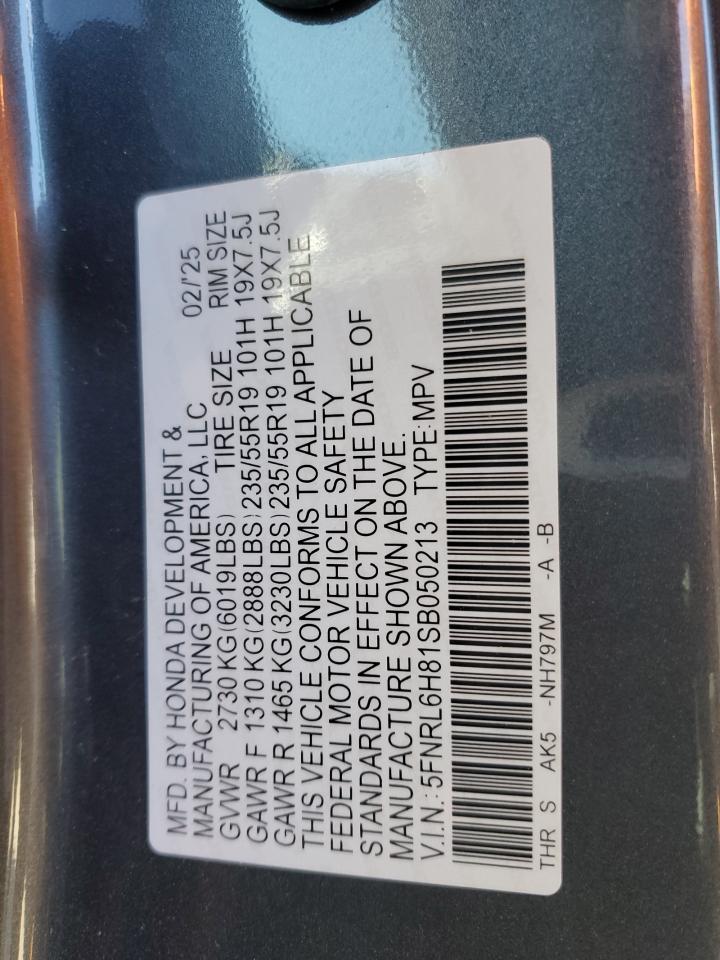 MFD. BY HONDA DEVELOPMENT &
MANUFACTURING OF AMERICA, LLC 02/'25
GVWR 2730 KG(6019LBS) TIRE SIZE RIM SIZE
GAWR F 1310 KG(2888LBS) 235/55R19 101H 19X7.5J
GAWR R 1465 KG(3230LBS) 235/55R19 101H 19X7.5J
THIS VEHICLE CONFORMS TO ALL APPLICABLE
FEDERAL MOTOR VEHICLE SAFETY
STANDARDS IN EFFECT ON THE DATE OF
MANUFACTURE SHOWN ABOVE.
V.I.N.: 5FNRL6H81SB050213 TYPE:MPV
THR S AK5 -NH797M -A -B